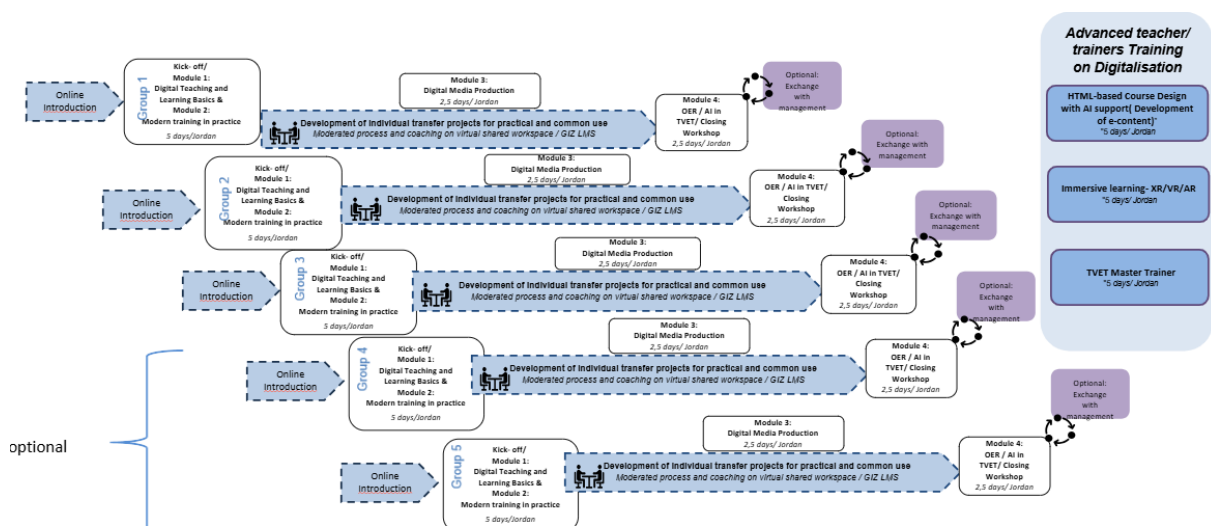 Online
Introduction
Group 1
Kick- off/
Module 1:
Digital Teaching and
Learning Basics &
Module 2:
Modern training in practice
5 days/Jordan
Module 3:
Digital Media Production
2,5 days/ Jordan
Development of individual transfer projects for practical and common use
Moderated process and coaching on virtual shared workspace / GIZ LMS
Module 4:
OER / AI in
TVET/ Closing
Workshop
2,5 days/ Jordan
Optional:
Exchange with
management
Online
Introduction
Group 2
Kick- off/
Module 1:
Digital Teaching and
Learning Basics &
Module 2:
Modern training in practice
5 days/Jordan
Module 3:
Digital Media Production
2,5 days/ Jordan
Development of individual transfer projects for practical and common use
Moderated process and coaching on virtual shared workspace / GIZ LMS
Module 4:
OER / AI in TVET/
Closing
Workshop
2,5 days/ Jordan
Optional:
Exchange with
management
Online
Introduction
Group 3
Kick- off/
Module 1:
Digital Teaching and
Learning Basics &
Module 2:
Modern training in practice
5 days/Jordan
Module 3:
Digital Media Production
2,5 days/ Jordan
Development of individual transfer projects for practical and common use
Moderated process and coaching on virtual shared workspace / GIZ LMS
Module 4:
OER / AI in TVET/
Closing
Workshop
2,5 days/ Jordan
Optional:
Exchange with
management
optional
Online
Introduction
Group 4
Kick- off/
Module 1:
Digital Teaching and
Learning Basics &
Module 2:
Modern training in practice
5 days/Jordan
Module 3:
Digital Media Production
2,5 days/ Jordan
Development of individual transfer projects for practical and common use
Moderated process and coaching on virtual shared workspace / GIZ LMS
Module 4:
OER / AI in
TVET/ Closing
Workshop
2,5 days/ Jordan
Optional:
Exchange
with
management
Online
Introduction
Group 5
Kick- off/
Module 1:
Digital Teaching and
Learning Basics &
Module 2:
Modern training in practice
5 days/Jordan
Module 3:
Digital Media Production
2,5 days/ Jordan
Development of individual transfer projects for practical and common use
Moderated process and coaching on virtual shared workspace / GIZ LMS
Module 4:
OER / AI in
TVET/ Closing
Workshop
2,5 days/ Jordan
Optional:
Exchange
with
management
Advanced teacher/
trainers Training
on Digitalisation
HTML-based Course Design
with AI support( Development
of e-content)*
*5 days/ Jordan
Immersive learning- XR/VR/AR
*5 days/ Jordan
TVET Master Trainer
*5 days/ Jordan